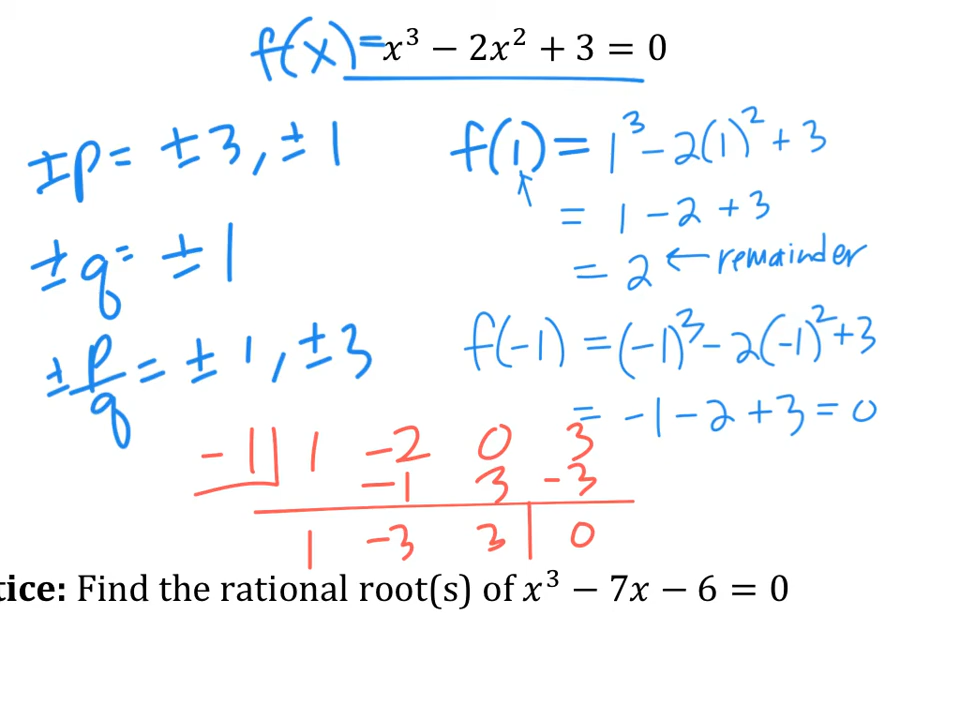 f(x)=x³ − 2x² + 3 = 0
±p= ±3, ±1
±q= ±1
±p/q = ±1, ±3
f(1) = 1³ - 2(1)² + 3
= 1 - 2 + 3
= 2 ← remainder
f(-1) = (-1)³ - 2(-1)² + 3
= -1 - 2 + 3 = 0
-1| 1 -2 0 3
-1 3 -3
1 -3 3 | 0
tice: Find the rational root(s) of x³ − 7x − 6 = 0